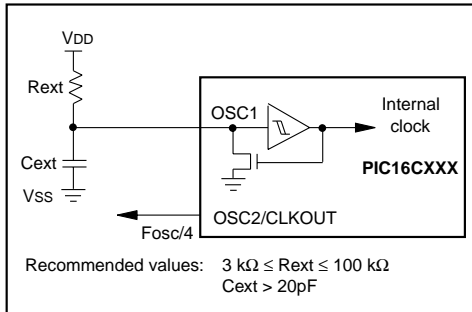 VDD
Rext
OSC1
Internal
clock
Cext
PIC16CXXX
VSS
OSC2/CLKOUT
Fosc/4
Recommended values: 3 kΩ ≤ Rext ≤ 100 kΩ
Cext > 20pF